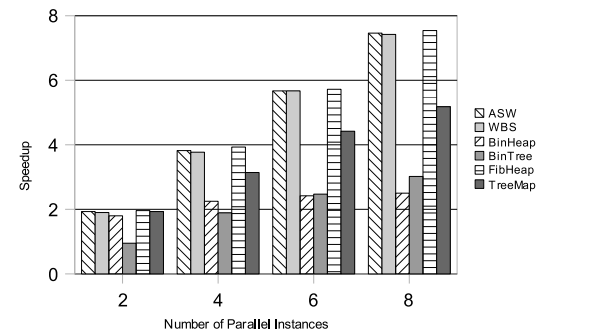 8
6
4
2
0
Speedup
2 4 6 8
Number of Parallel Instances
ASW
WBS
BinHeap
BinTree
FibHeap
TreeMap